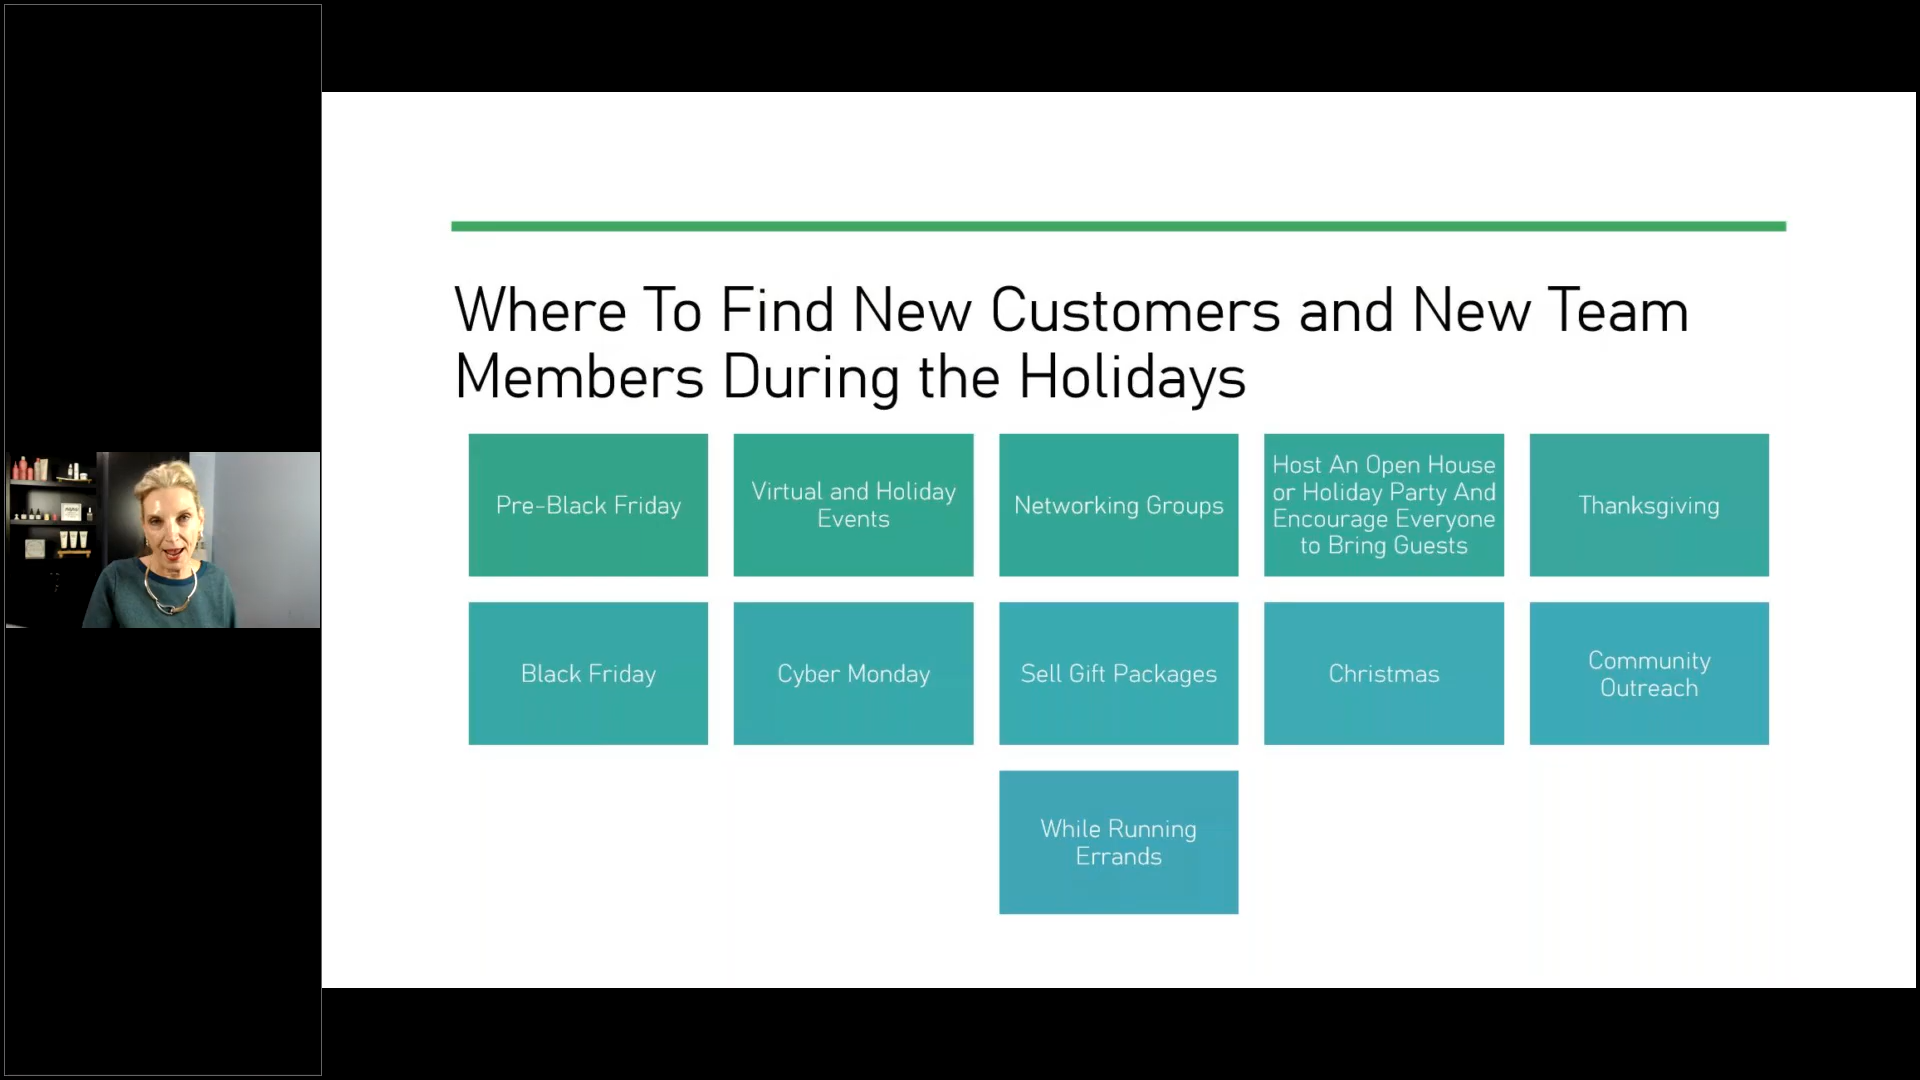 Where To Find New Customers and New Team
Members During the Holidays
Pre-Black Friday
Virtual and Holiday
Events
Networking Groups
Host An Open House
or Holiday Party And
Encourage Everyone
to Bring Guests
Thanksgiving
Black Friday
Cyber Monday
Sell Gift Packages
Christmas
Community
Outreach
While Running
Errands